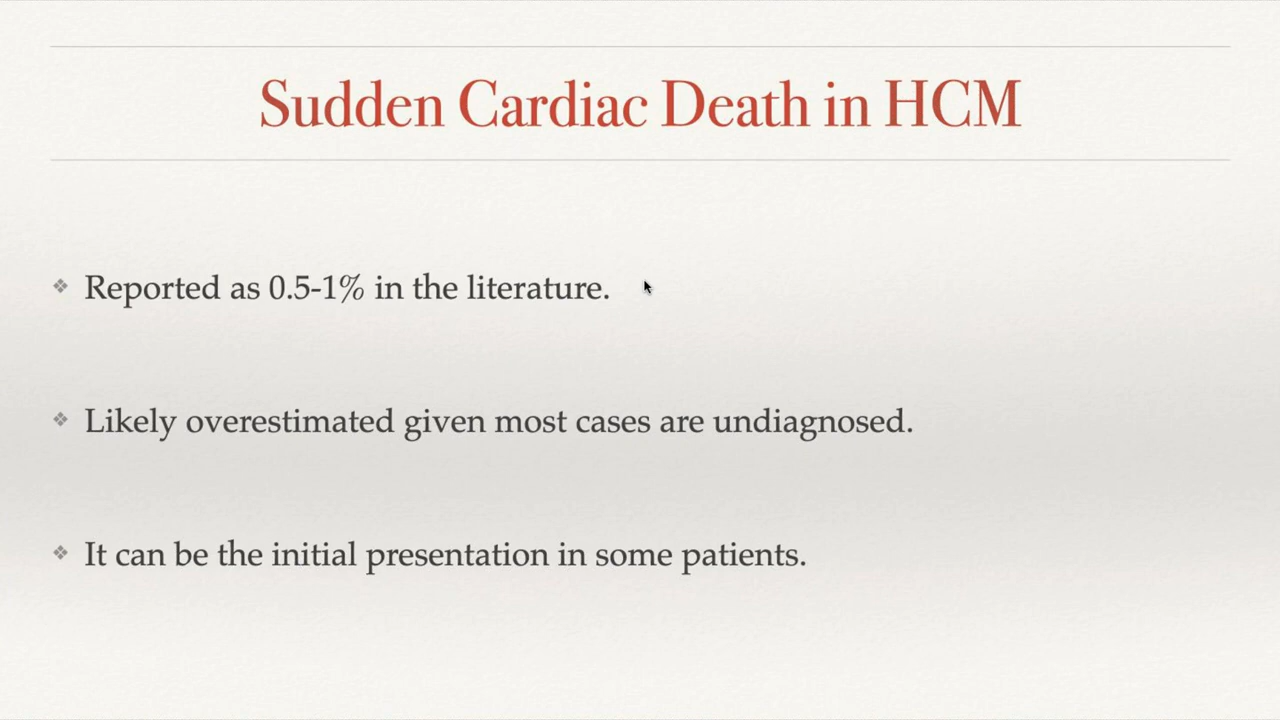 Sudden Cardiac Death in HCM
❖ Reported as 0.5-1% in the literature.
❖ Likely overestimated given most cases are undiagnosed.
❖ It can be the initial presentation in some patients.